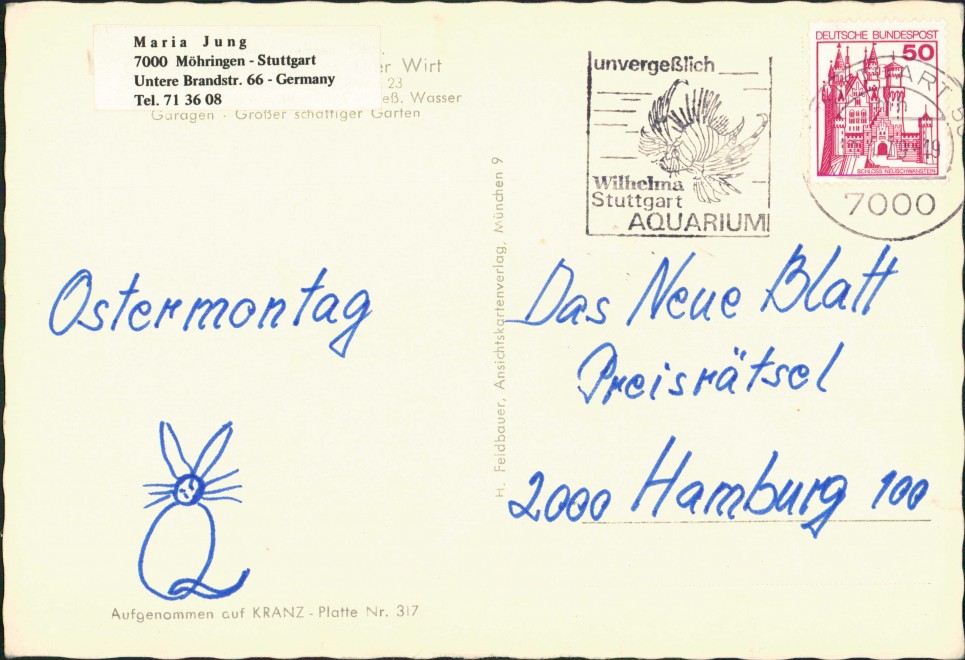 Maria Jung
7000 Möhringen - Stuttgart
Untere Brandstr. 66 - Germany
Tel. 71 36 08
er Wirt
23
eß. Wasser
Garagen · Großer schattiger Garten
unvergeßlich
Wilhelma
Stuttgart
AQUARIUM
DEUTSCHE BUNDESPOST
50
SCHLOSS NEUSCHWANSTEIN
7000
Ostermontag
Das Neue Blatt
Preisrätsel
2000 Hamburg 100
H. Feldbauer, Ansichtskartenverlag, München 9
Aufgenommen auf KRANZ - Platte Nr. 317